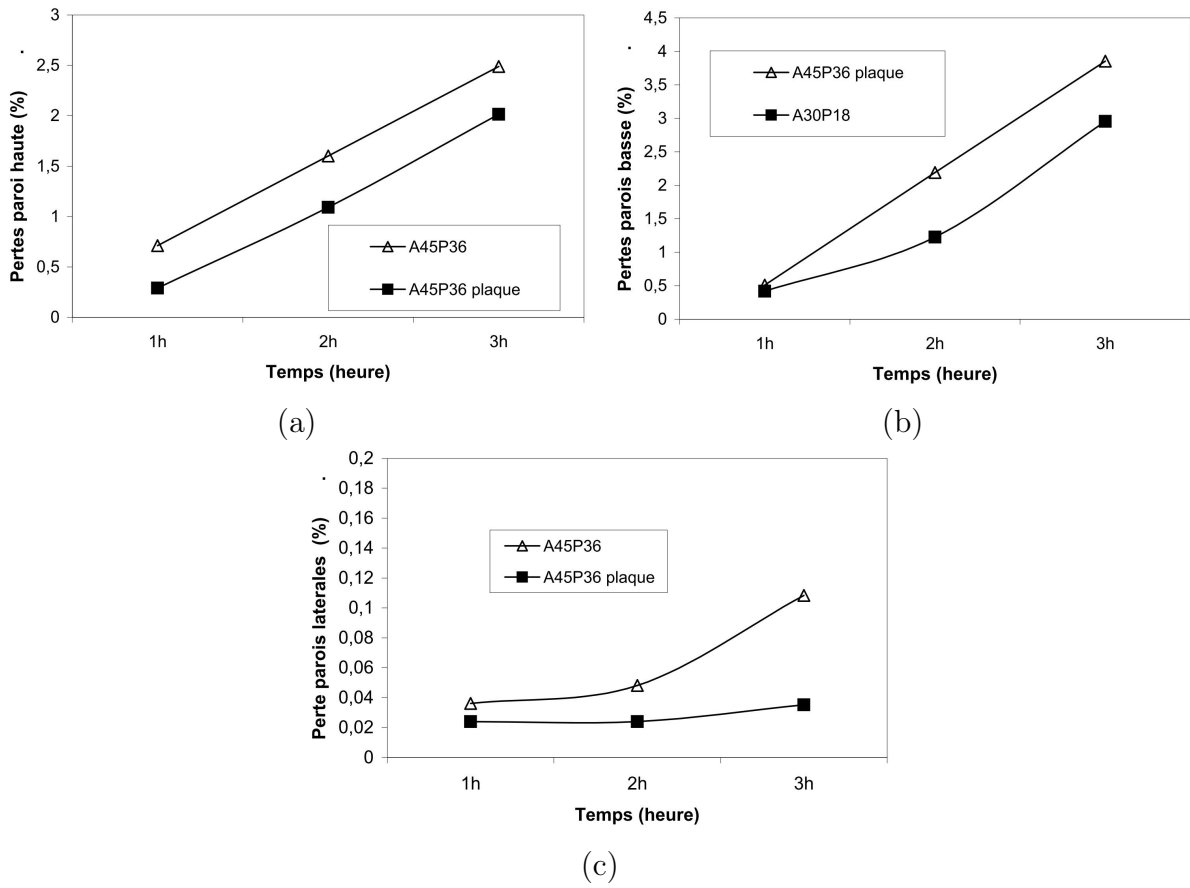 3
2,5
2
1,5
1
0,5
0
Pertes paroi haute (%)
A45P36
A45P36 plaque
1h 2h 3h
Temps (heure)
(a)
4,5
4
3,5
3
2,5
2
1,5
1
0,5
0
Pertes parois basse (%)
A45P36 plaque
A30P18
1h 2h 3h
Temps (heure)
(b)
0,2
0,18
0,16
0,14
0,12
0,1
0,08
0,06
0,04
0,02
0
Perte parois laterales (%)
A45P36
A45P36 plaque
1h 2h 3h
Temps (heure)
(c)